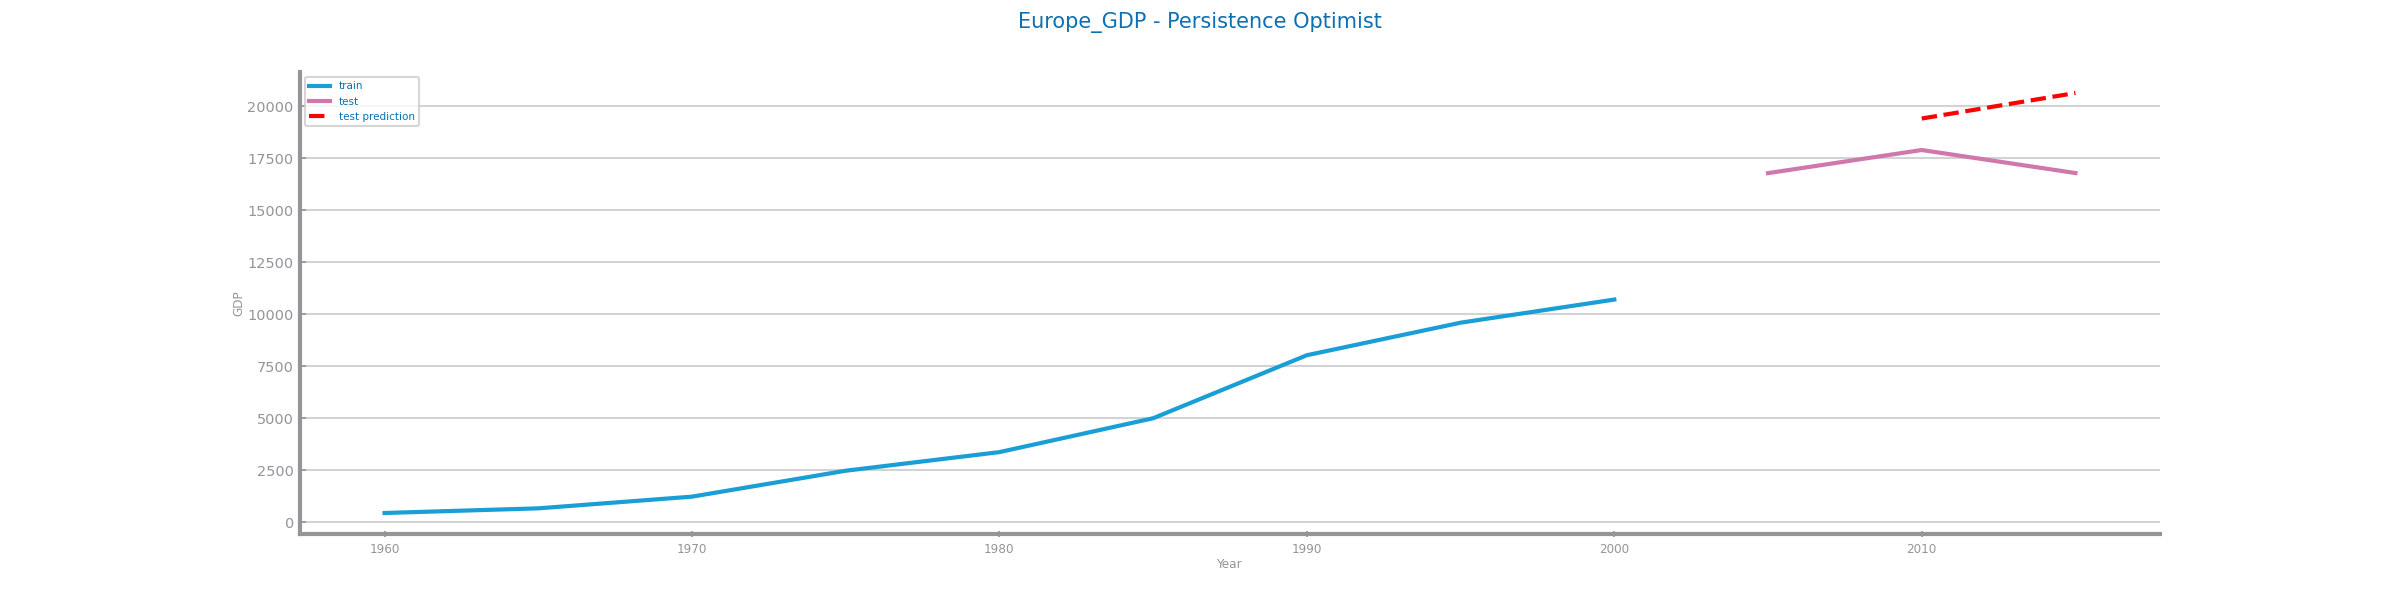 Europe_GDP - Persistence Optimist
train
test
test prediction
20000
17500
15000
12500
10000
7500
5000
2500
0
GDP
1960 1970 1980 1990 2000 2010
Year